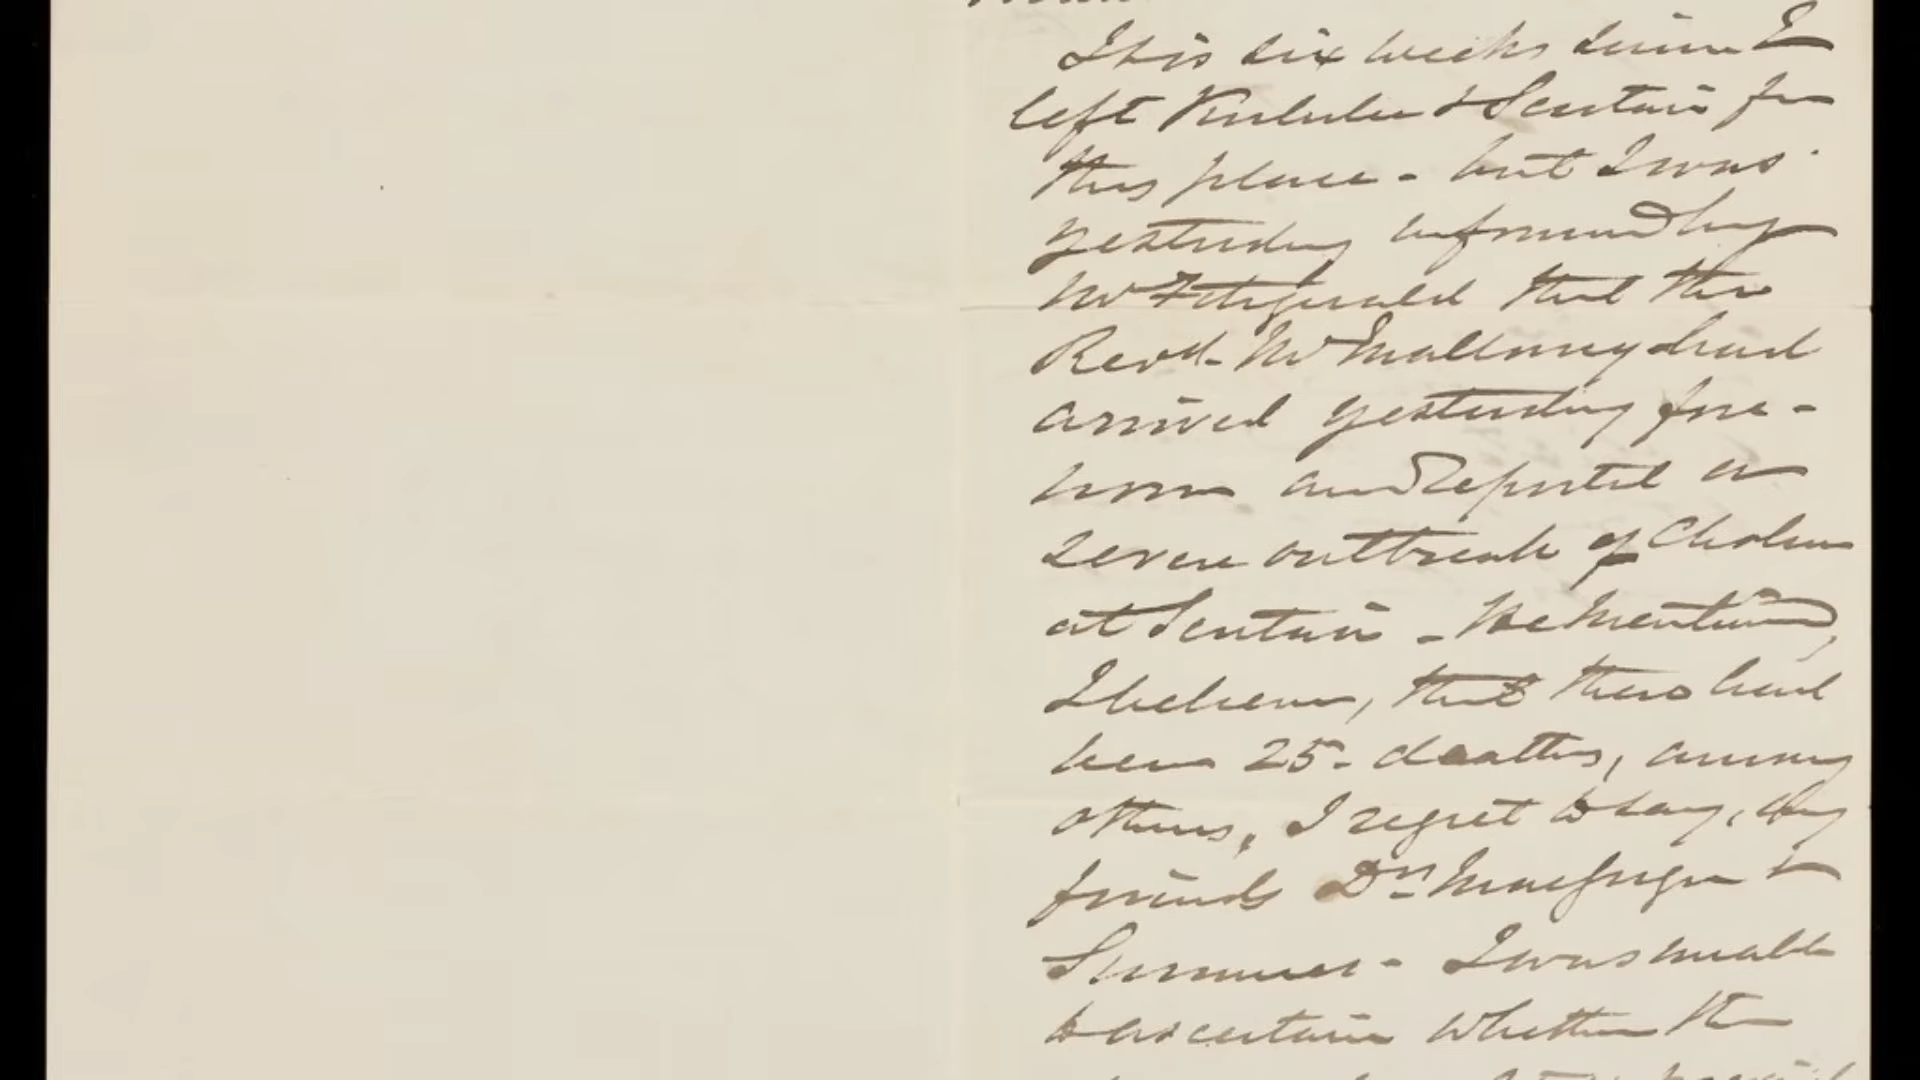 It is six weeks since I
left Kululee & Scutari for
this place - but I was
yesterday informed by
Mr Fitzgerald that the
Revd. Mr Malloney had
arrived yesterday fore-
noon and reported a
severe outbreak of Cholera
at Scutari - He mentioned,
I believe, that there had
been 25 - deaths, among
others, I regret to say, my
friends Drs MacGregor &
Summers - I was unable
to ascertain whether the